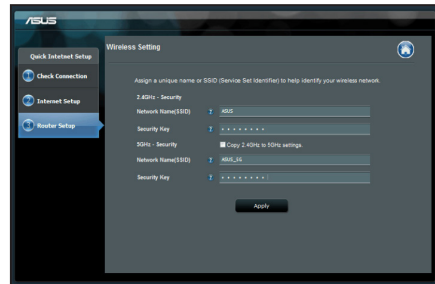 ASUS
Quick Internet Setup
Check Connection
Internet Setup
Router Setup
Wireless Setting
Assign a unique name or SSID (Service Set Identifier) to help identify your wireless network.
2.4GHz - Security
Network Name(SSID) ? ASUS
Security Key ?
5GHz - Security Copy 2.4GHz to 5GHz settings.
Network Name(SSID) ? ASUS_5G
Security Key ?
Apply